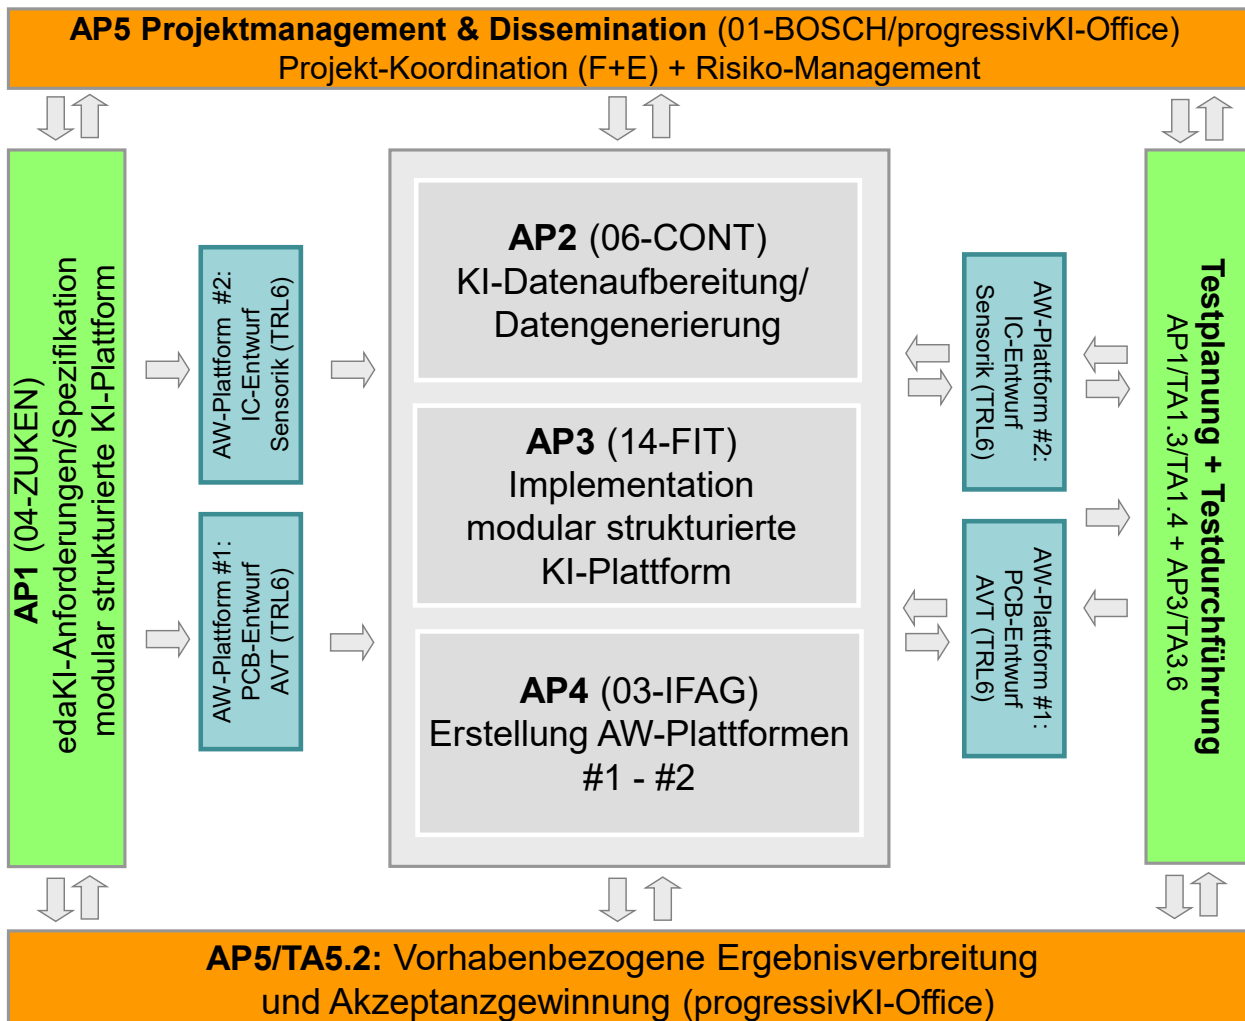 AP5 Projektmanagement & Dissemination (01-BOSCH/progressivKI-Office)
Projekt-Koordination (F+E) + Risiko-Management
AP1 (04-ZUKEN)
edaKI-Anforderungen/Spezifikation
modular strukturierte KI-Plattform
AW-Plattform #2:
IC-Entwurf
Sensorik (TRL6)
AW-Plattform #1:
PCB-Entwurf
AVT (TRL6)
AP2 (06-CONT)
KI-Datenaufbereitung/
Datengenerierung
AP3 (14-FIT)
Implementation
modular strukturierte
KI-Plattform
AP4 (03-IFAG)
Erstellung AW-Plattformen
#1 - #2
AW-Plattform #2:
IC-Entwurf
Sensorik (TRL6)
AW-Plattform #1:
PCB-Entwurf
AVT (TRL6)
Testplanung + Testdurchführung
AP1/TA1.3/TA1.4 + AP3/TA3.6
AP5/TA5.2: Vorhabenbezogene Ergebnisverbreitung
und Akzeptanzgewinnung (progressivKI-Office)